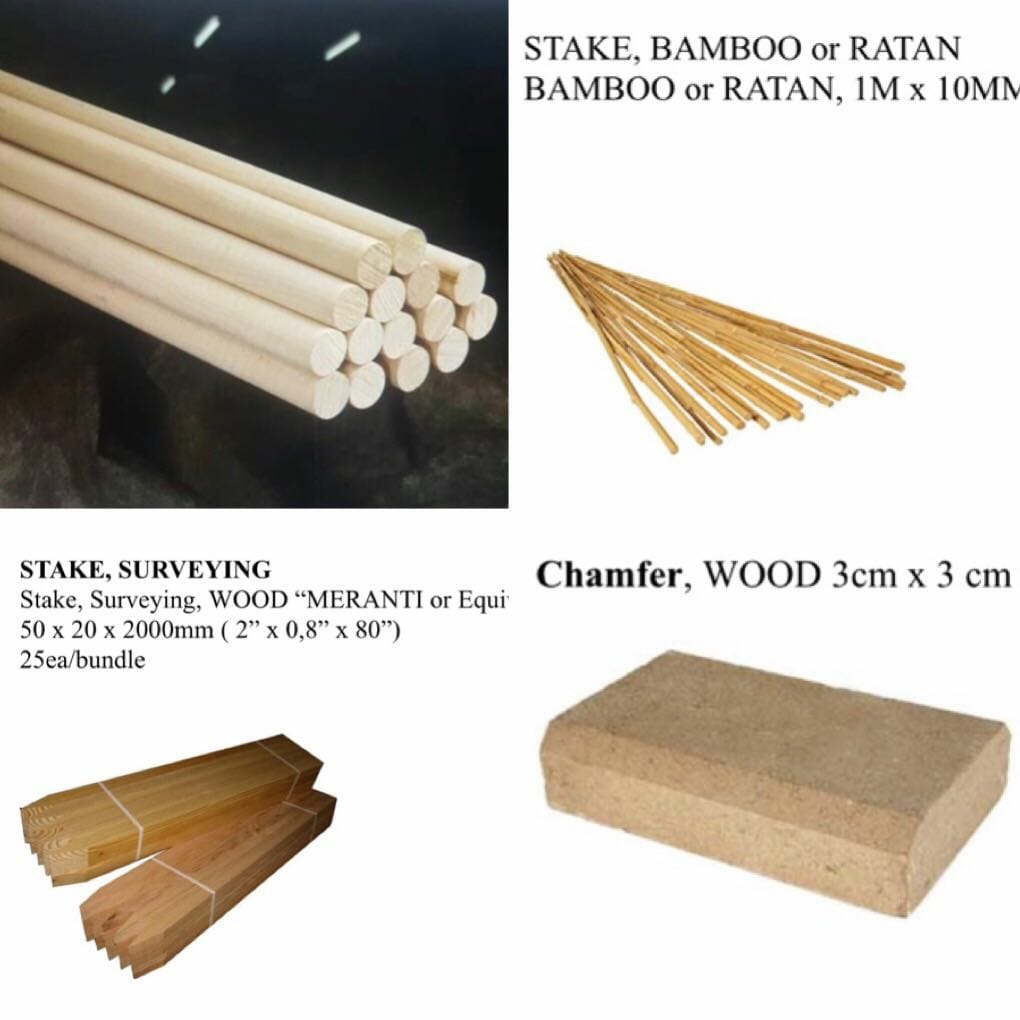 STAKE, BAMBOO or RATAN
BAMBOO or RATAN, 1M x 10MM
STAKE, SURVEYING
Stake, Surveying, WOOD “MERANTI or Equi
50 x 20 x 2000mm ( 2” x 0,8” x 80”)
25ea/bundle
Chamfer, WOOD 3cm x 3 cm